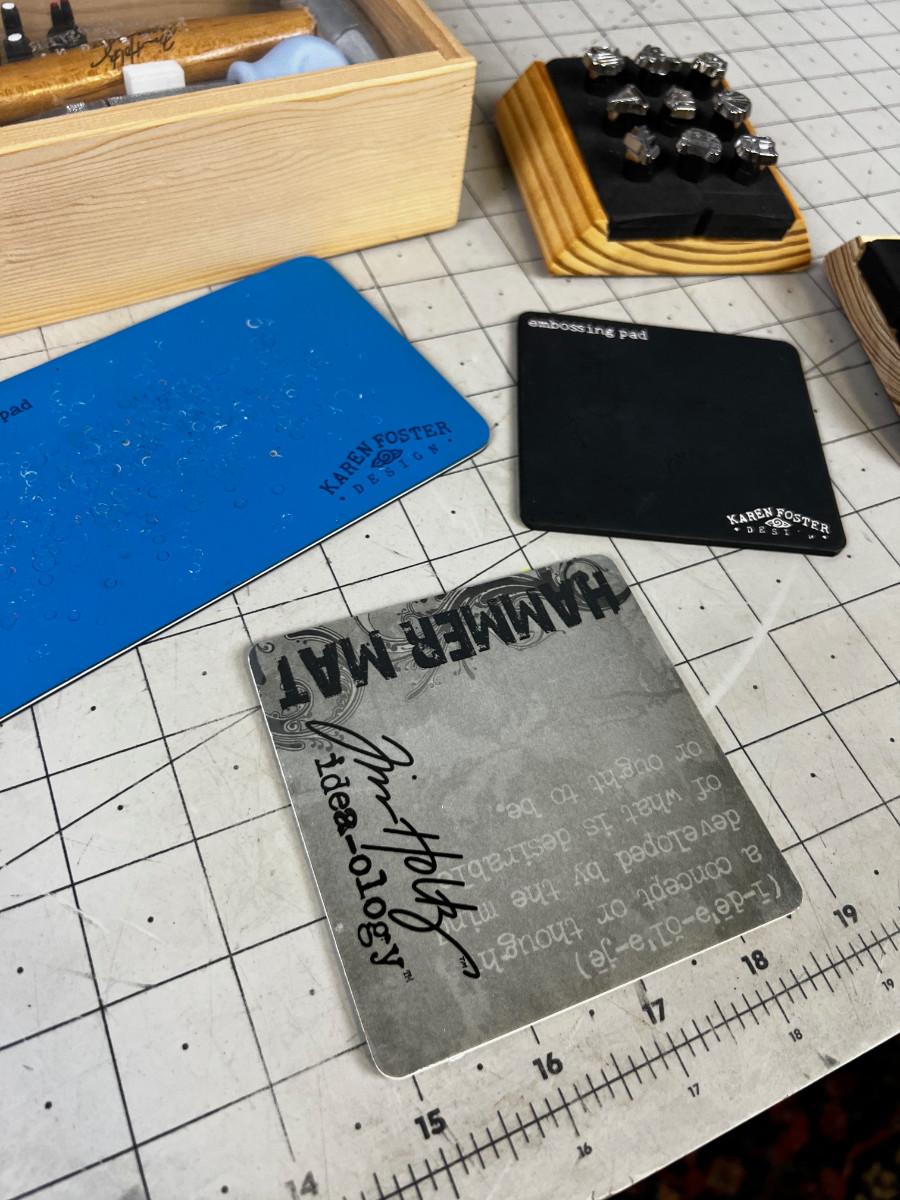 pad
KAREN FOSTER
DESIGN
embossing pad
KAREN FOSTER
HAMMER MAT
Tim Holtz
idea-ology™
(ī-dē'ə-ŏl'ə-jē)
a concept or though
developed by the mind
of what is desirable
or ought to be.
14
15
16
17
18
19
16
17
18
19